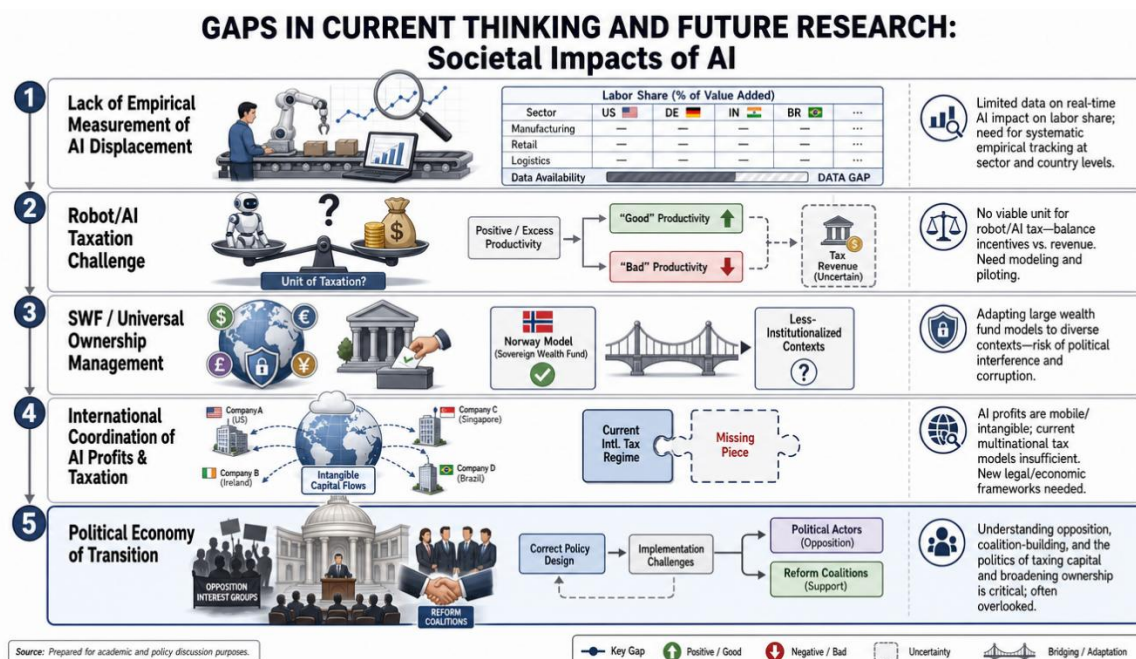 GAPS IN CURRENT THINKING AND FUTURE RESEARCH:
Societal Impacts of AI
1
Lack of Empirical
Measurement of
AI Displacement
Labor Share (% of Value Added)
Sector US DE IN BR ...
Manufacturing — — — — ...
Retail — — — — ...
Logistics — — — — ...
Data Availability DATA GAP
Limited data on real-time
AI impact on labor share;
need for systematic
empirical tracking at
sector and country levels.
2
Robot/AI
Taxation
Challenge
?
$
Unit of Taxation?
Positive / Excess
Productivity
“Good” Productivity
“Bad” Productivity
$
Tax
Revenue
(Uncertain)
No viable unit for
robot/AI tax—balance
incentives vs. revenue.
Need modeling and
piloting.
3
SWF / Universal
Ownership
Management
$ €
£ ¥
Norway Model
(Sovereign Wealth Fund)
Less-
Institutionalized
Contexts
?
Adapting large wealth
fund models to diverse
contexts—risk of political
interference and
corruption.
4
International
Coordination of
AI Profits &
Taxation
Company A
(US)
Company B
(Ireland)
Company C
(Singapore)
Company D
(Brazil)
Intangible
Capital Flows
Current
Intl. Tax
Regime
Missing
Piece
AI profits are mobile/
intangible; current
multinational tax
models insufficient.
New legal/economic
frameworks needed.
5
Political Economy
of Transition
OPPOSITION
INTEREST GROUPS
REFORM
COALITIONS
Correct Policy
Design
Implementation
Challenges
Political Actors
(Opposition)
Reform Coalitions
(Support)
Understanding opposition,
coalition-building, and the
politics of taxing capital
and broadening ownership
is critical; often
overlooked.
Source: Prepared for academic and policy discussion purposes.
Key Gap Positive / Good Negative / Bad Uncertainty Bridging / Adaptation